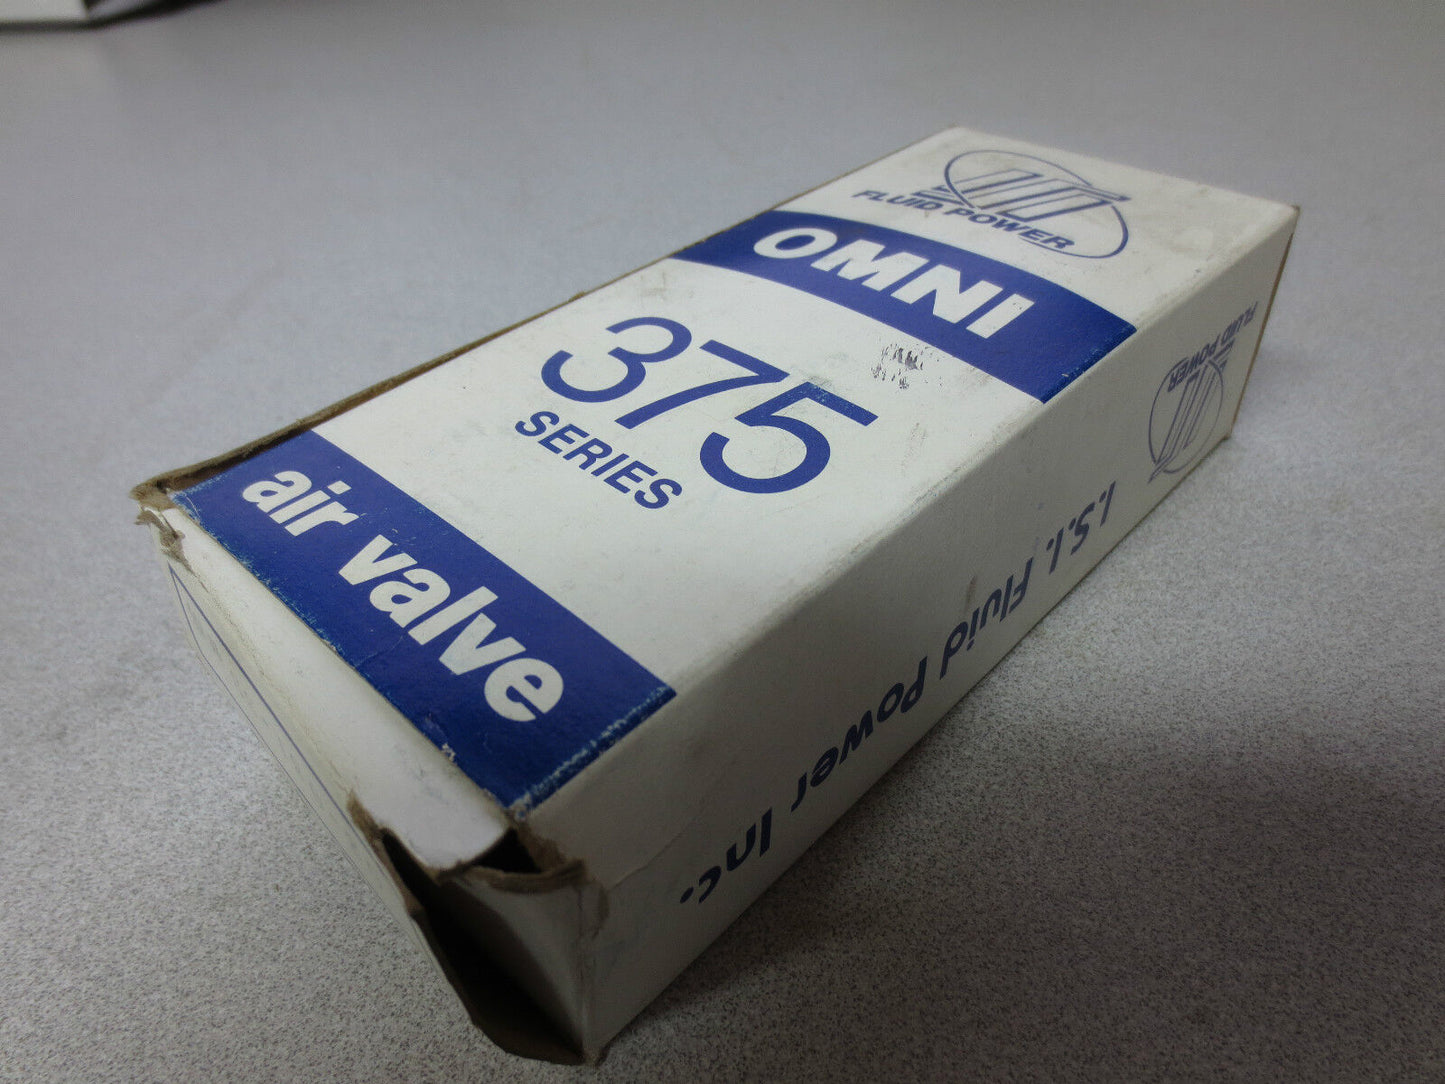 FLUID POWER
OMNI
375
SERIES
air valve
FLUID POWER
I.S.I. Fluid Power Inc.